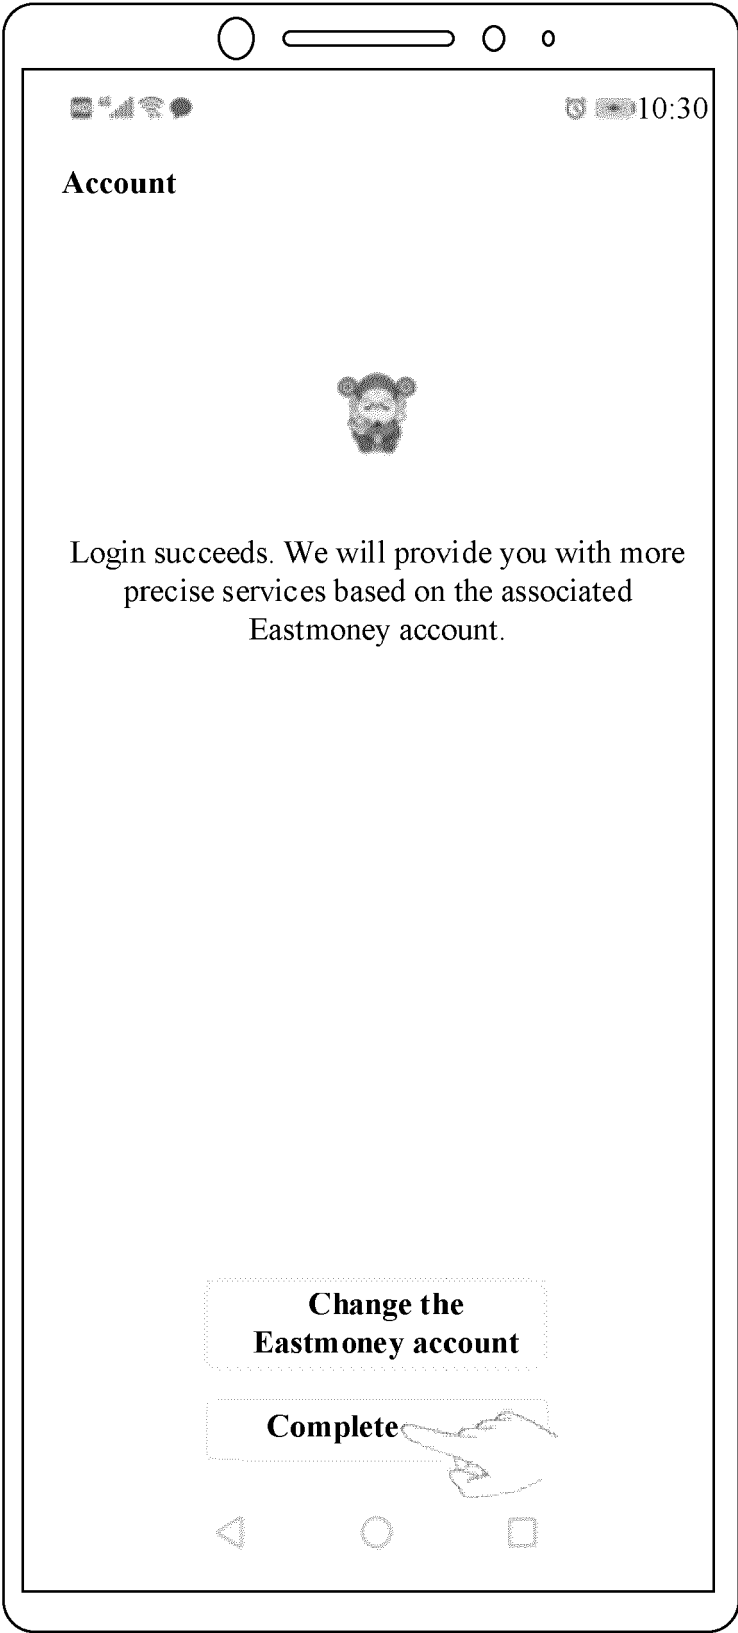 10:30
Account
Login succeeds. We will provide you with more
precise services based on the associated
Eastmoney account.
Change the
Eastmoney account
Complete